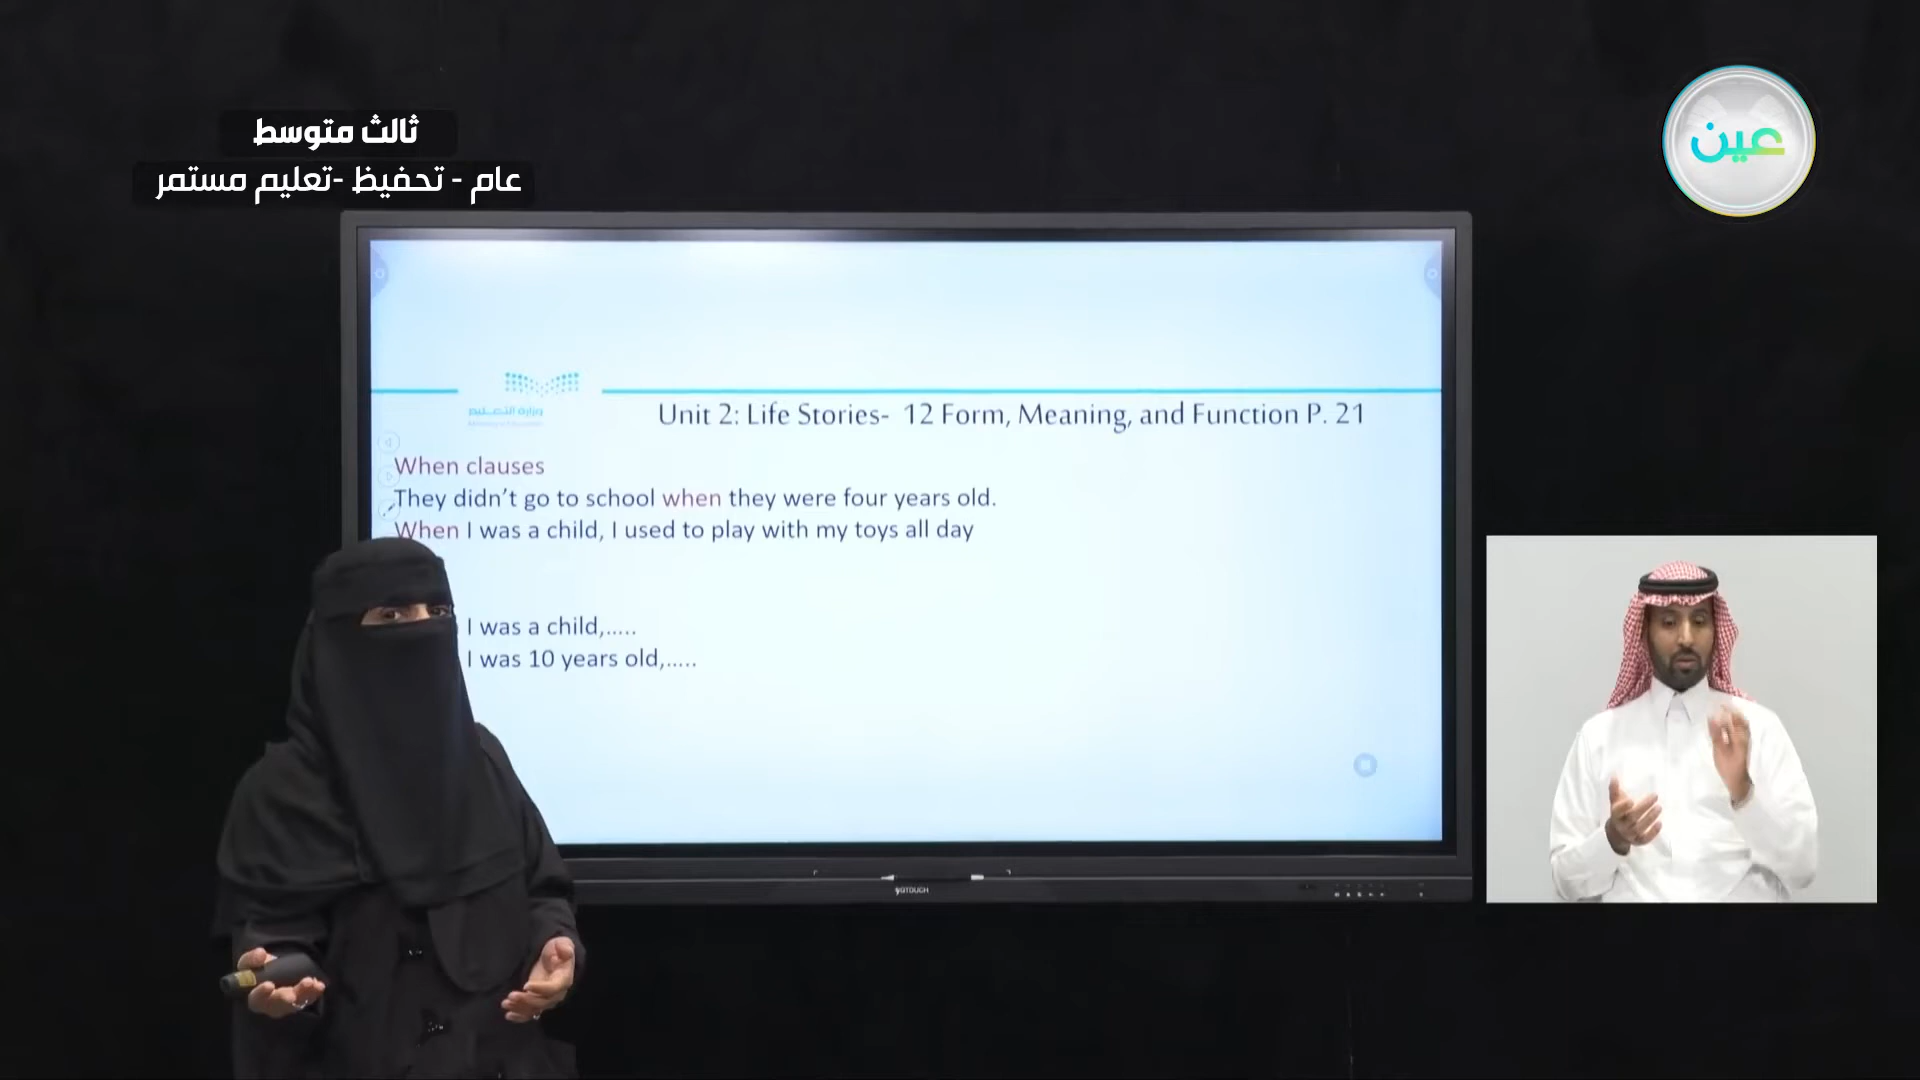 ثالث متوسط
عام - تحفيظ -تعليم مستمر
عين
وزارة التعليم
Unit 2: Life Stories- 12 Form, Meaning, and Function P. 21
When clauses
They didn't go to school when they were four years old.
When I was a child, I used to play with my toys all day
I was a child,.....
I was 10 years old,.....